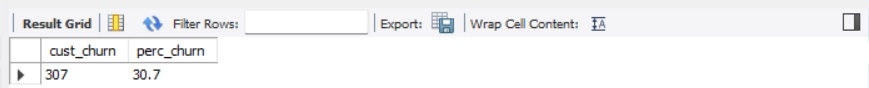 Result Grid Filter Rows: Export: Wrap Cell Content:
cust_churn perc_churn
307 30.7